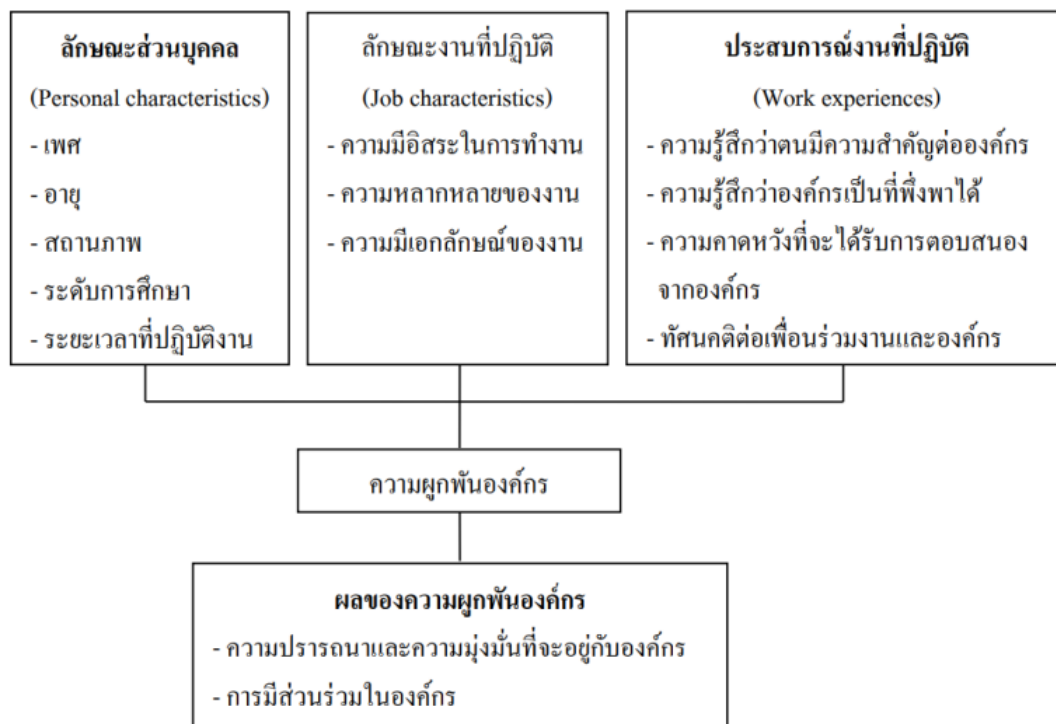 ลักษณะส่วนบุคคล
(Personal characteristics)
- เพศ
- อายุ
- สถานภาพ
- ระดับการศึกษา
- ระยะเวลาที่ปฏิบัติงาน
ลักษณะงานที่ปฏิบัติ
(Job characteristics)
- ความมีอิสระในการทำงาน
- ความหลากหลายของงาน
- ความมีเอกลักษณ์ของงาน
ประสบการณ์งานที่ปฏิบัติ
(Work experiences)
- ความรู้สึกว่าตนมีความสำคัญต่อองค์กร
- ความรู้สึกว่าองค์กรเป็นที่พึ่งพาได้
- ความคาดหวังที่จะได้รับการตอบสนอง
จากองค์กร
- ทัศนคติต่อเพื่อนร่วมงานและองค์กร
ความผูกพันองค์กร
ผลของความผูกพันองค์กร
- ความปรารถนาและความมุ่งมั่นที่จะอยู่กับองค์กร
- การมีส่วนร่วมในองค์กร